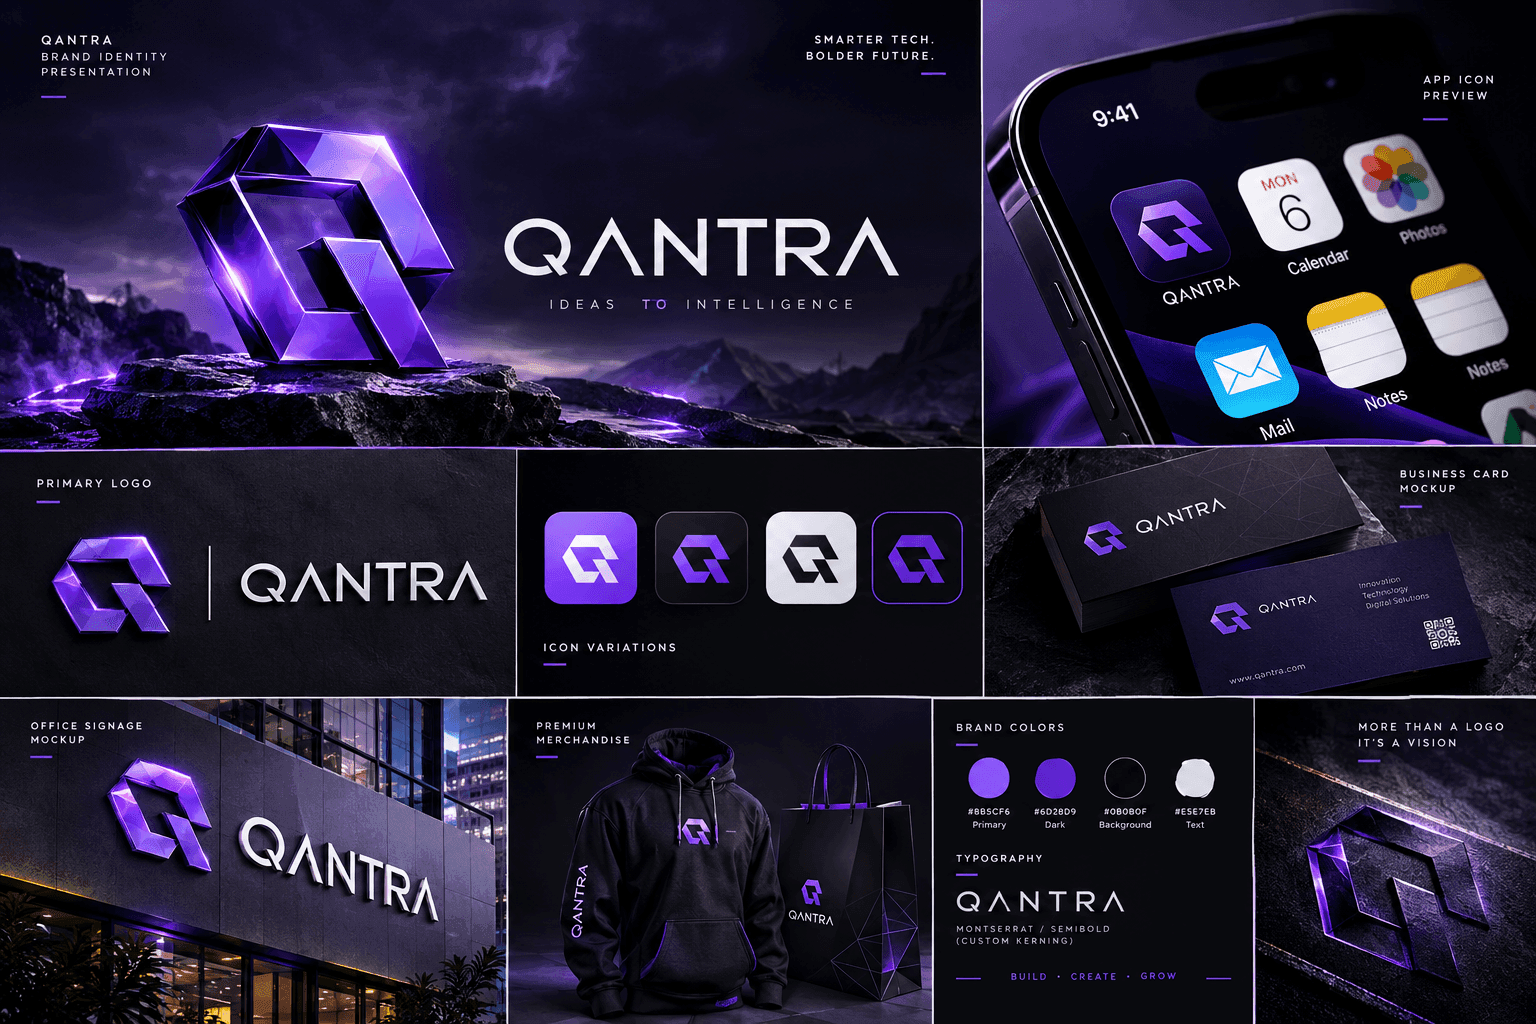 QANTRA
BRAND IDENTITY
PRESENTATION
SMARTER TECH.
BOLDER FUTURE.
QANTRA
IDEAS TO INTELLIGENCE
APP ICON
PREVIEW
9:41
QANTRA
MON
6
Calendar
Photos
Mail
Notes
Notes
PRIMARY LOGO
QANTRA
ICON VARIATIONS
BUSINESS CARD
MOCKUP
QANTRA
QANTRA
Innovation
Technology
Digital Solutions
www.qantra.com
OFFICE SIGNAGE
MOCKUP
QANTRA
PREMIUM
MERCHANDISE
QANTRA
QANTRA
BRAND COLORS
#8B5CF6
Primary
#6D28D9
Dark
#0B0B0F
Background
#E5E7EB
Text
TYPOGRAPHY
QANTRA
MONTSERRAT / SEMIBOLD
(CUSTOM KERNING)
BUILD • CREATE • GROW
MORE THAN A LOGO
IT'S A VISION